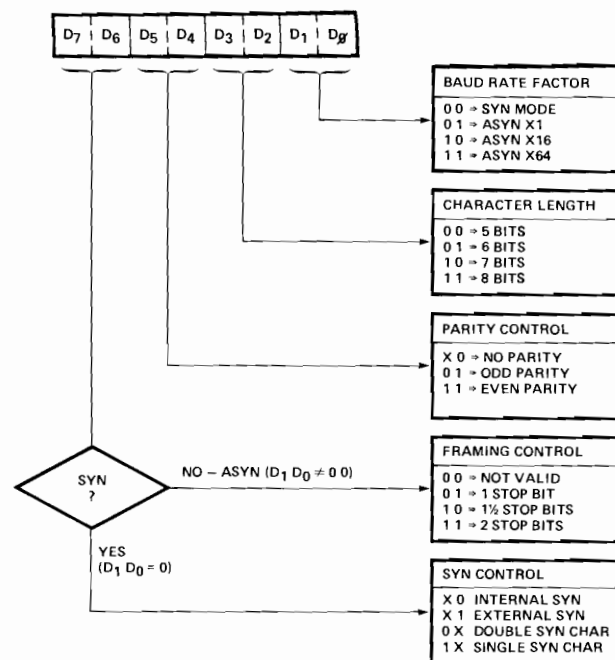 D7 D6 D5 D4 D3 D2 D1 D0
BAUD RATE FACTOR
0 0 ⇒ SYN MODE
0 1 ⇒ ASYN X1
1 0 ⇒ ASYN X16
1 1 ⇒ ASYN X64
CHARACTER LENGTH
0 0 ⇒ 5 BITS
0 1 ⇒ 6 BITS
1 0 ⇒ 7 BITS
1 1 ⇒ 8 BITS
PARITY CONTROL
X 0 ⇒ NO PARITY
0 1 ⇒ ODD PARITY
1 1 ⇒ EVEN PARITY
SYN
?
NO – ASYN (D1 D0 ≠ 0 0)
FRAMING CONTROL
0 0 ⇒ NOT VALID
0 1 ⇒ 1 STOP BIT
1 0 ⇒ 1½ STOP BITS
1 1 ⇒ 2 STOP BITS
YES
(D1 D0 = 0)
SYN CONTROL
X 0 INTERNAL SYN
X 1 EXTERNAL SYN
0 X DOUBLE SYN CHAR
1 X SINGLE SYN CHAR